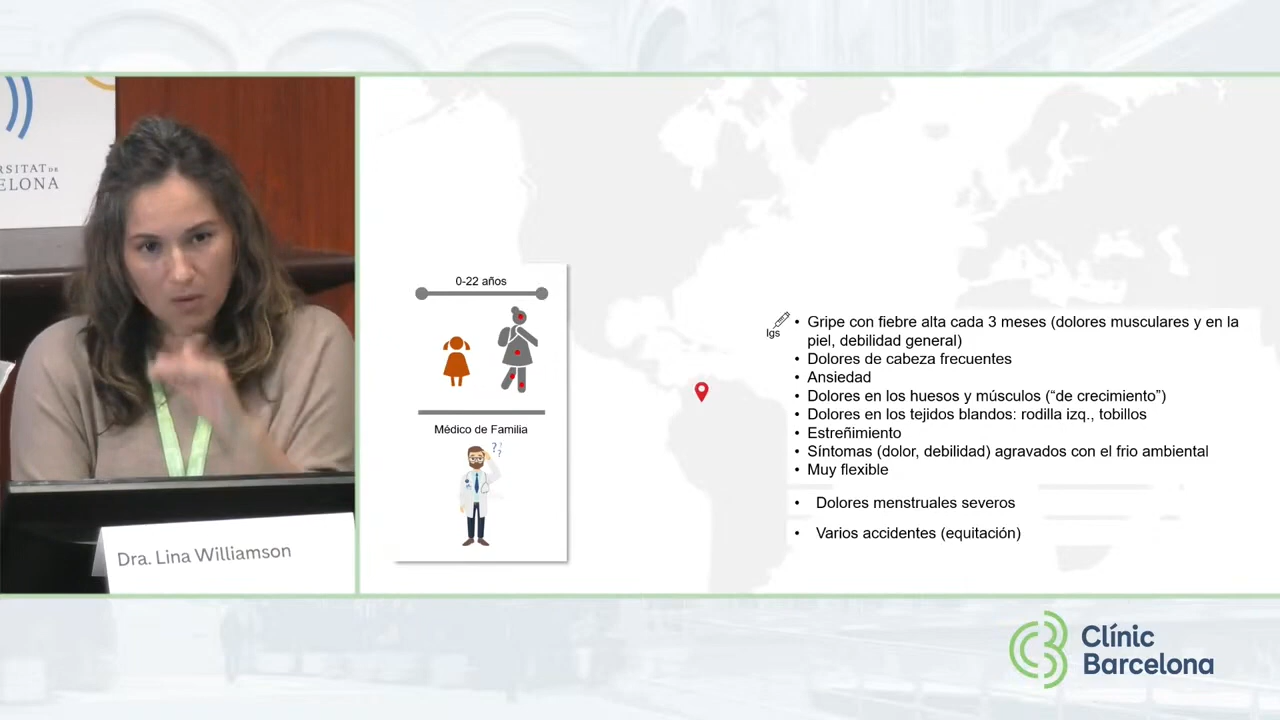 RSITAT DE
ELONA
Dra. Lina Williamson
0-22 años
Médico de Familia
??
?
Igs
• Gripe con fiebre alta cada 3 meses (dolores musculares y en la
piel, debilidad general)
• Dolores de cabeza frecuentes
• Ansiedad
• Dolores en los huesos y músculos (“de crecimiento”)
• Dolores en los tejidos blandos: rodilla izq., tobillos
• Estreñimiento
• Síntomas (dolor, debilidad) agravados con el frio ambiental
• Muy flexible
• Dolores menstruales severos
• Varios accidentes (equitación)
Clínic
Barcelona